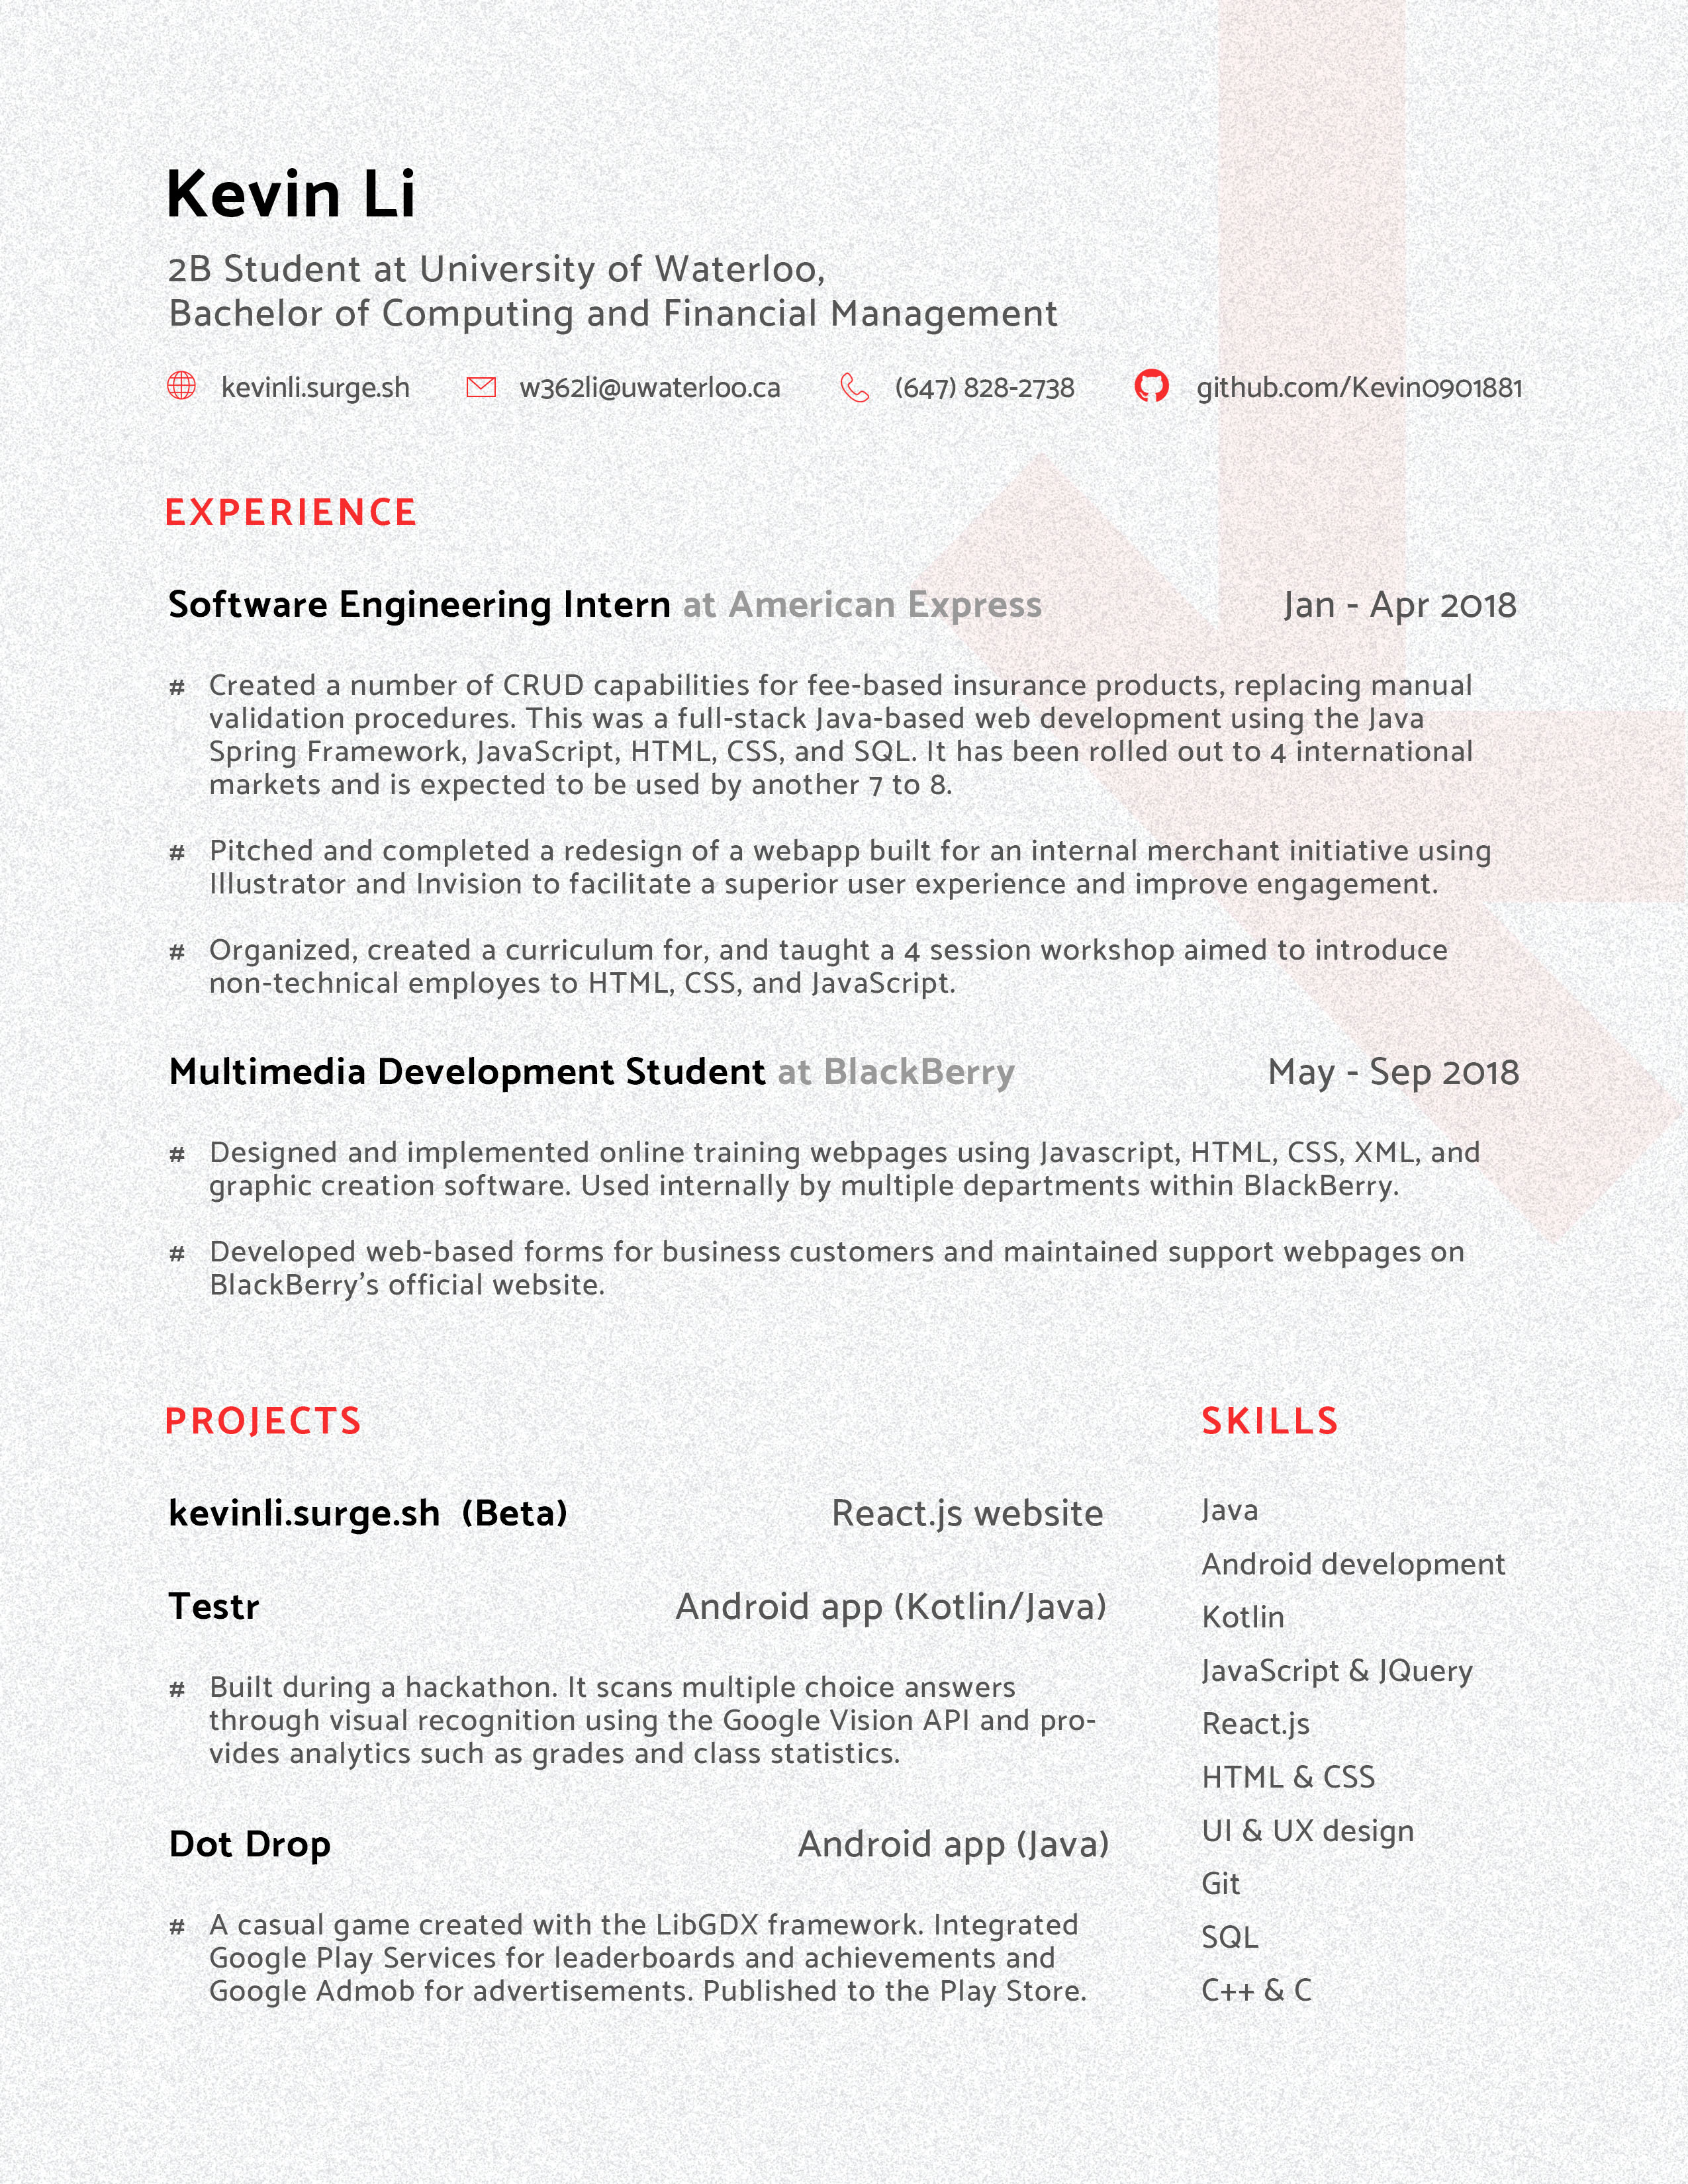 Kevin Li
2B Student at University of Waterloo,
Bachelor of Computing and Financial Management
kevinli.surge.sh w362li@uwaterloo.ca (647) 828-2738 github.com/Kevin0901881
EXPERIENCE
Software Engineering Intern at American Express Jan - Apr 2018
# Created a number of CRUD capabilities for fee-based insurance products, replacing manual
validation procedures. This was a full-stack Java-based web development using the Java
Spring Framework, JavaScript, HTML, CSS, and SQL. It has been rolled out to 4 international
markets and is expected to be used by another 7 to 8.
# Pitched and completed a redesign of a webapp built for an internal merchant initiative using
Illustrator and Invision to facilitate a superior user experience and improve engagement.
# Organized, created a curriculum for, and taught a 4 session workshop aimed to introduce
non-technical employes to HTML, CSS, and JavaScript.
Multimedia Development Student at BlackBerry May - Sep 2018
# Designed and implemented online training webpages using Javascript, HTML, CSS, XML, and
graphic creation software. Used internally by multiple departments within BlackBerry.
# Developed web-based forms for business customers and maintained support webpages on
BlackBerry's official website.
PROJECTS
kevinli.surge.sh (Beta) React.js website
Testr Android app (Kotlin/Java)
# Built during a hackathon. It scans multiple choice answers
through visual recognition using the Google Vision API and pro-
vides analytics such as grades and class statistics.
Dot Drop Android app (Java)
# A casual game created with the LibGDX framework. Integrated
Google Play Services for leaderboards and achievements and
Google Admob for advertisements. Published to the Play Store.
SKILLS
Java
Android development
Kotlin
JavaScript & JQuery
React.js
HTML & CSS
UI & UX design
Git
SQL
C++ & C